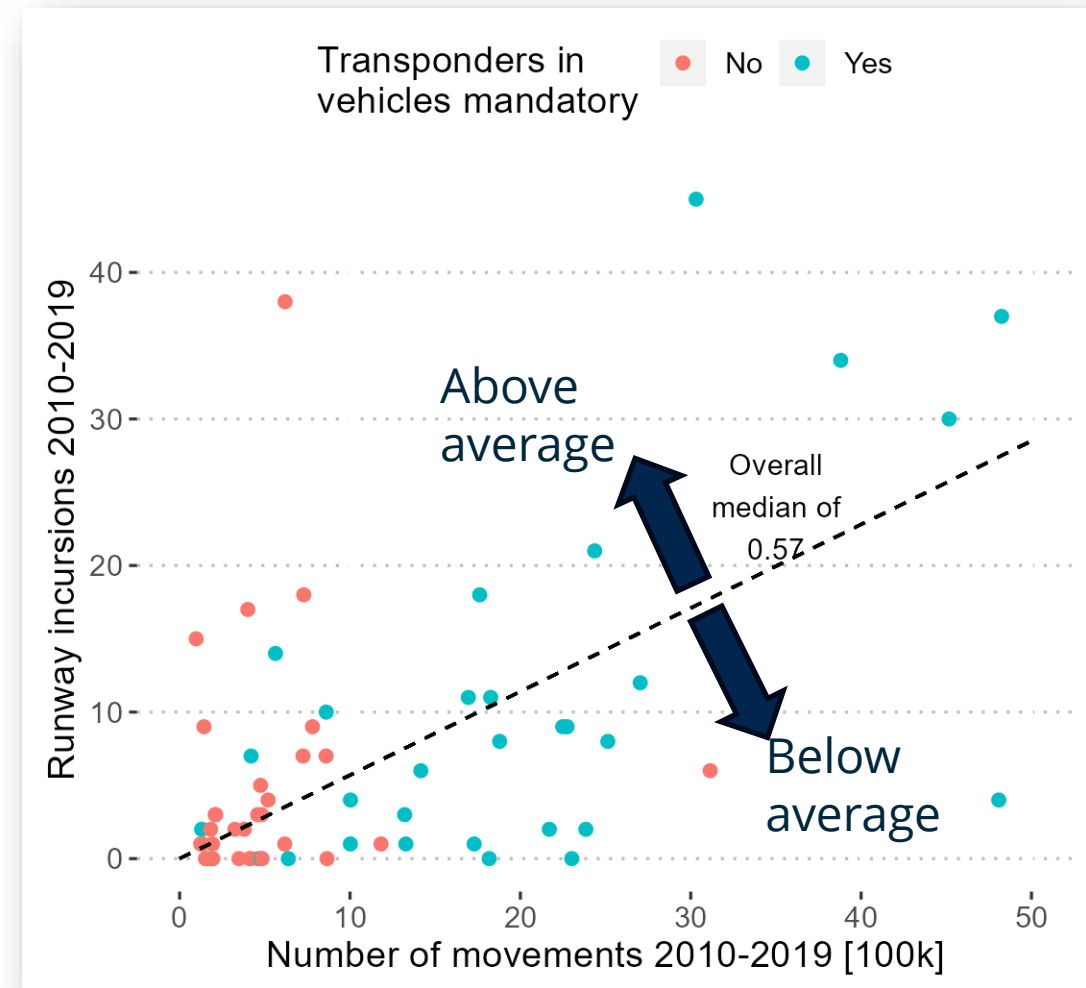 Transponders in
vehicles mandatory
No
Yes
Runway incursions 2010-2019
40
30
20
10
0
Above
average
Overall
median of
0.57
Below
average
0
10
20
30
40
50
Number of movements 2010-2019 [100k]